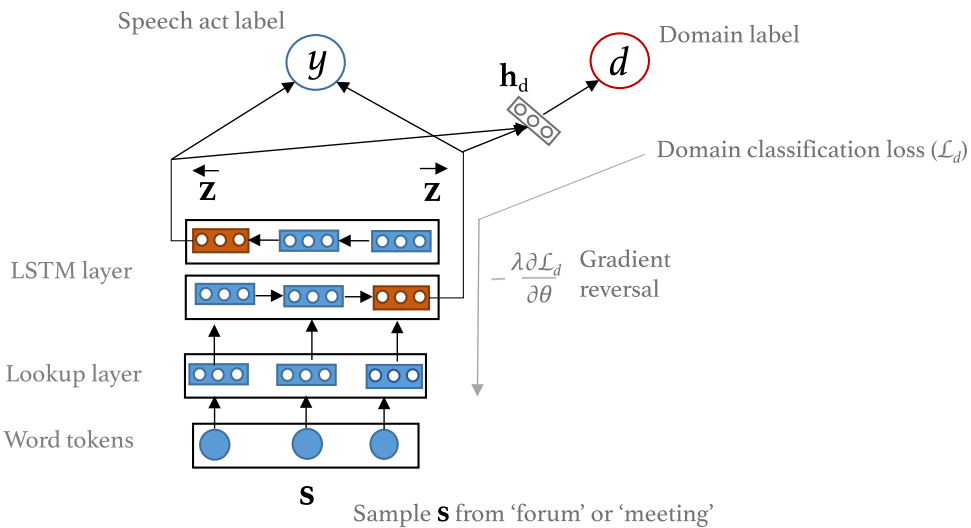 Speech act label
y
d
Domain label
h_d
Domain classification loss (ℒ_d)
z⃖
z⃗
LSTM layer
− λ∂ℒ_d / ∂θ
Gradient
reversal
Lookup layer
Word tokens
s
Sample s from ‘forum’ or ‘meeting’